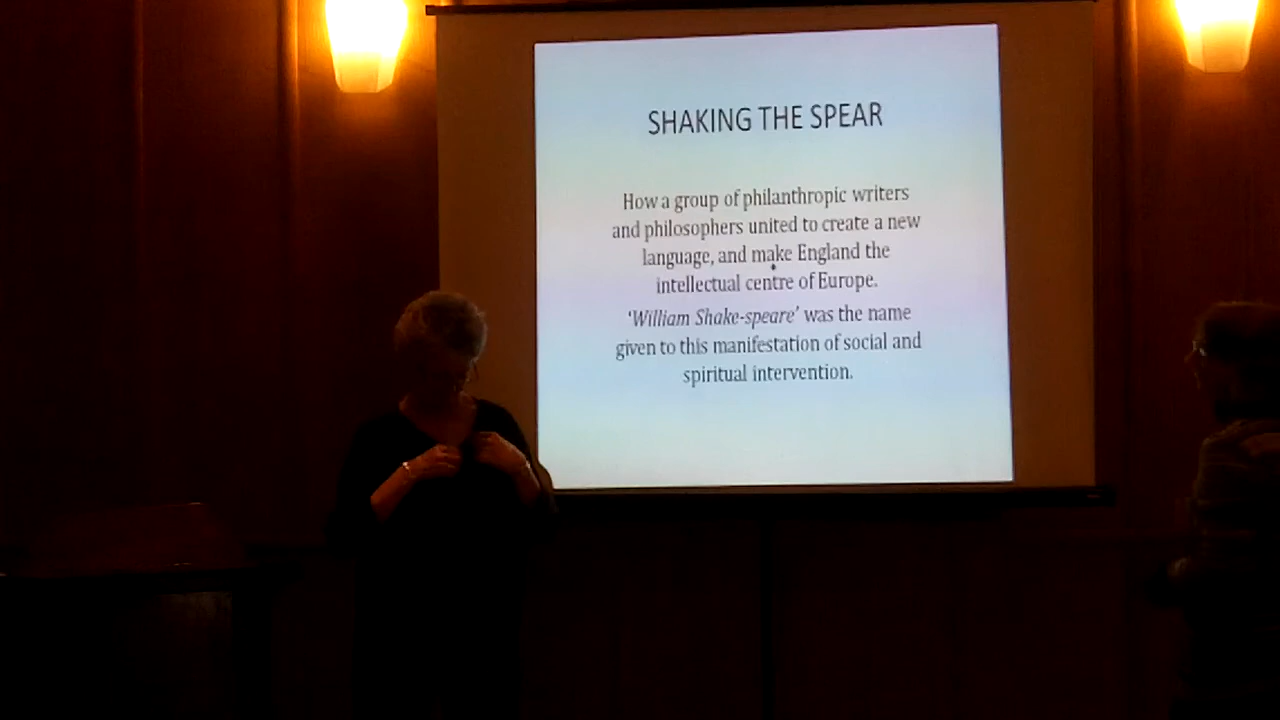 SHAKING THE SPEAR
How a group of philanthropic writers
and philosophers united to create a new
language, and make England the
intellectual centre of Europe.
‘William Shake-speare’ was the name
given to this manifestation of social and
spiritual intervention.